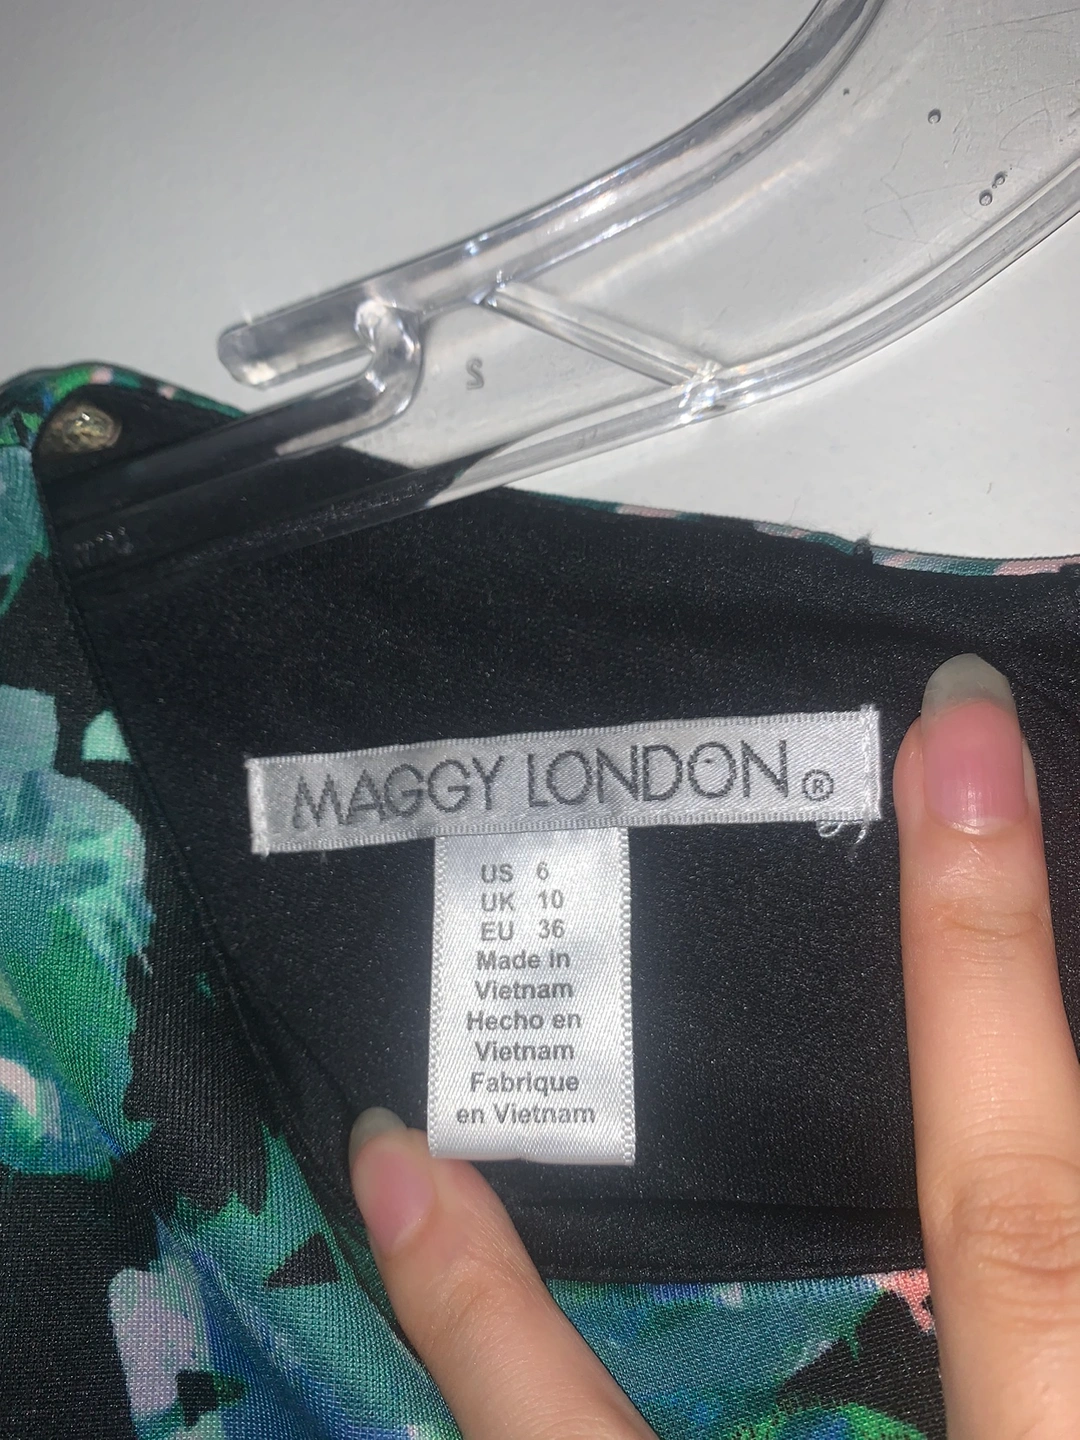 MAGGY LONDON ®
US 6
UK 10
EU 36
Made in
Vietnam
Hecho en
Vietnam
Fabrique
en Vietnam